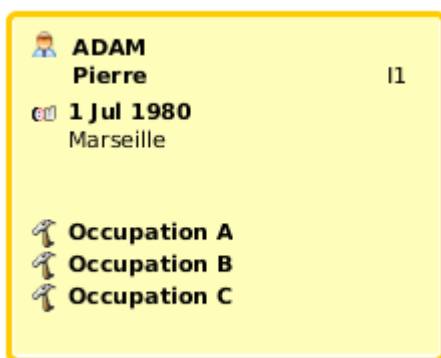 ADAM
Pierre I1
1 Jul 1980
Marseille
Occupation A
Occupation B
Occupation C